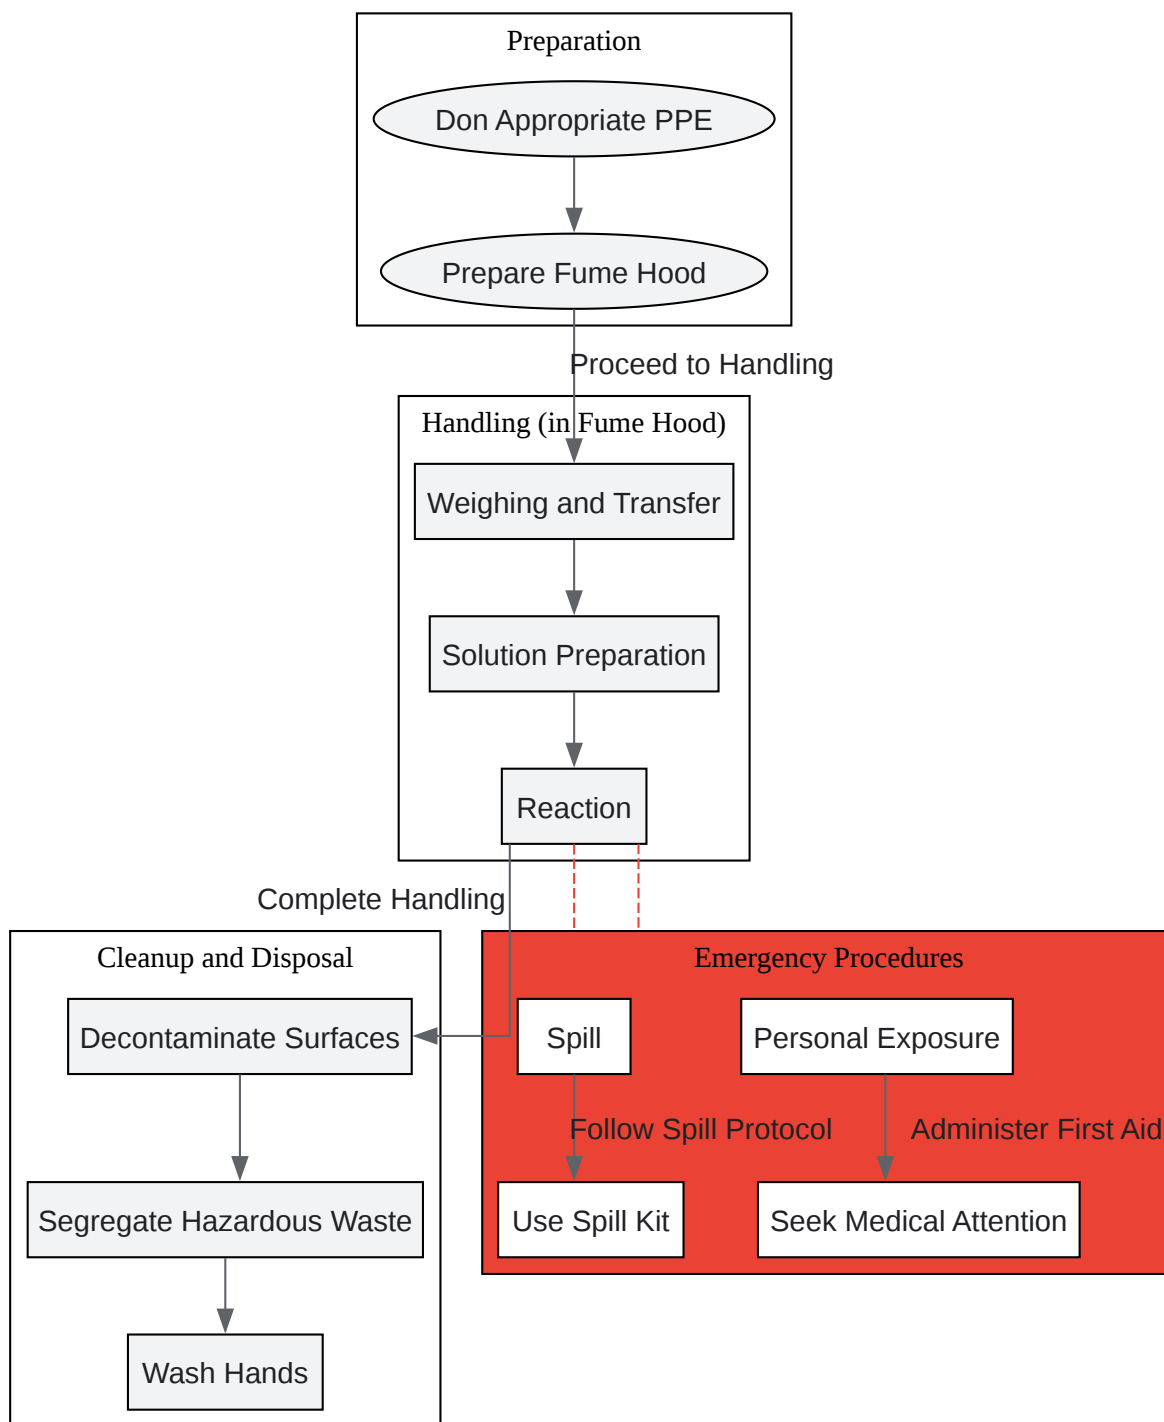 Preparation
Don Appropriate PPE
Prepare Fume Hood
Proceed to Handling
Handling (in Fume Hood)
Weighing and Transfer
Solution Preparation
Reaction
Complete Handling
Cleanup and Disposal
Decontaminate Surfaces
Segregate Hazardous Waste
Wash Hands
Emergency Procedures
Spill
Personal Exposure
Follow Spill Protocol
Administer First Aid
Use Spill Kit
Seek Medical Attention